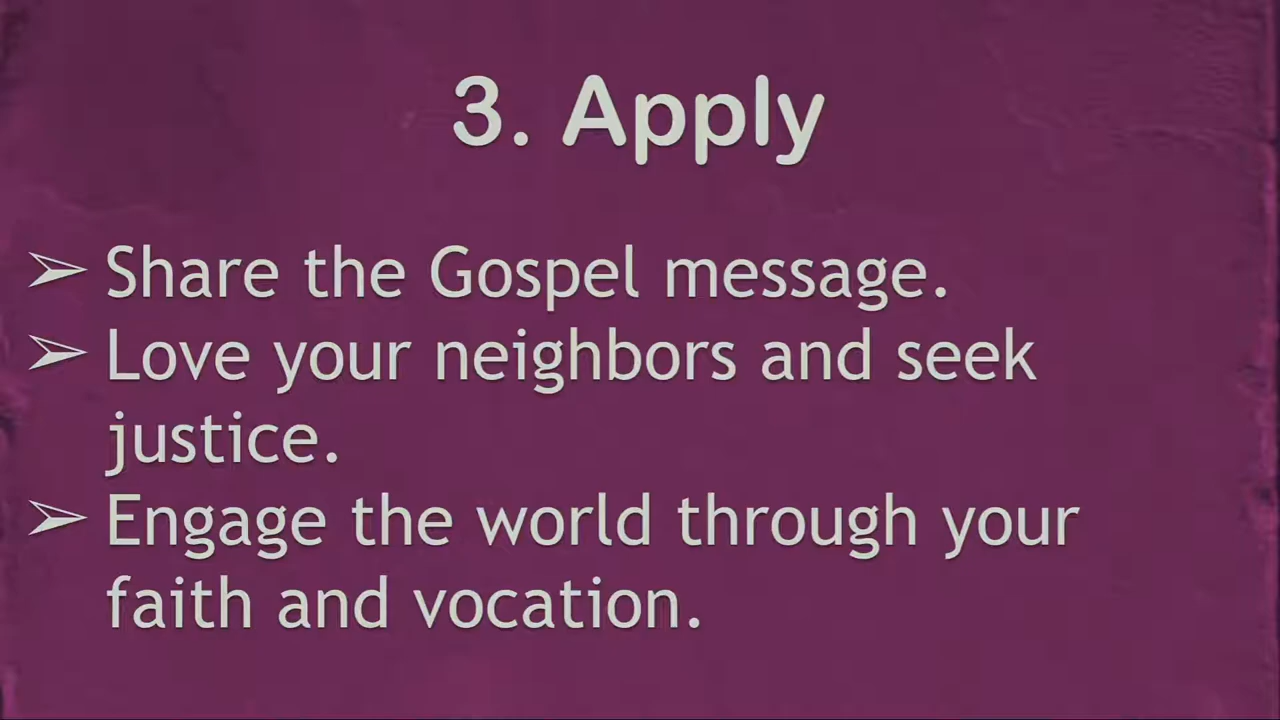 3. Apply
➢ Share the Gospel message.
➢ Love your neighbors and seek
justice.
➢ Engage the world through your
faith and vocation.